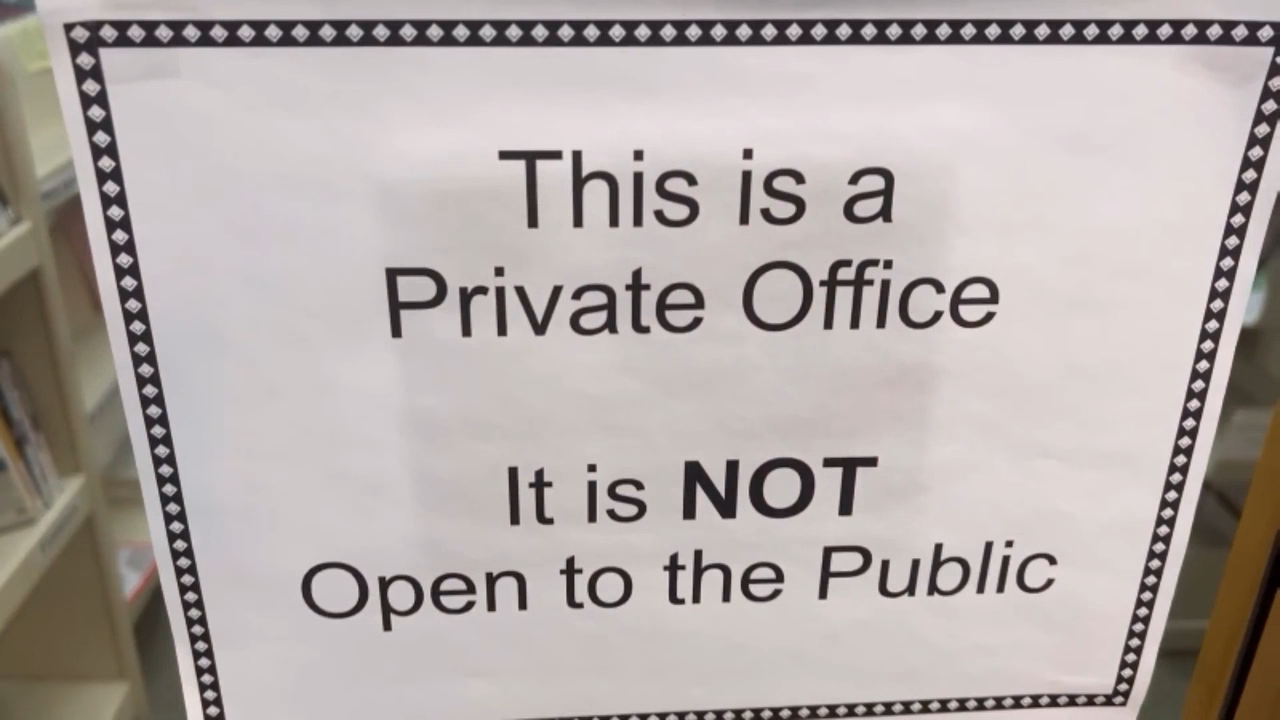 This is a
Private Office
It is NOT
Open to the Public